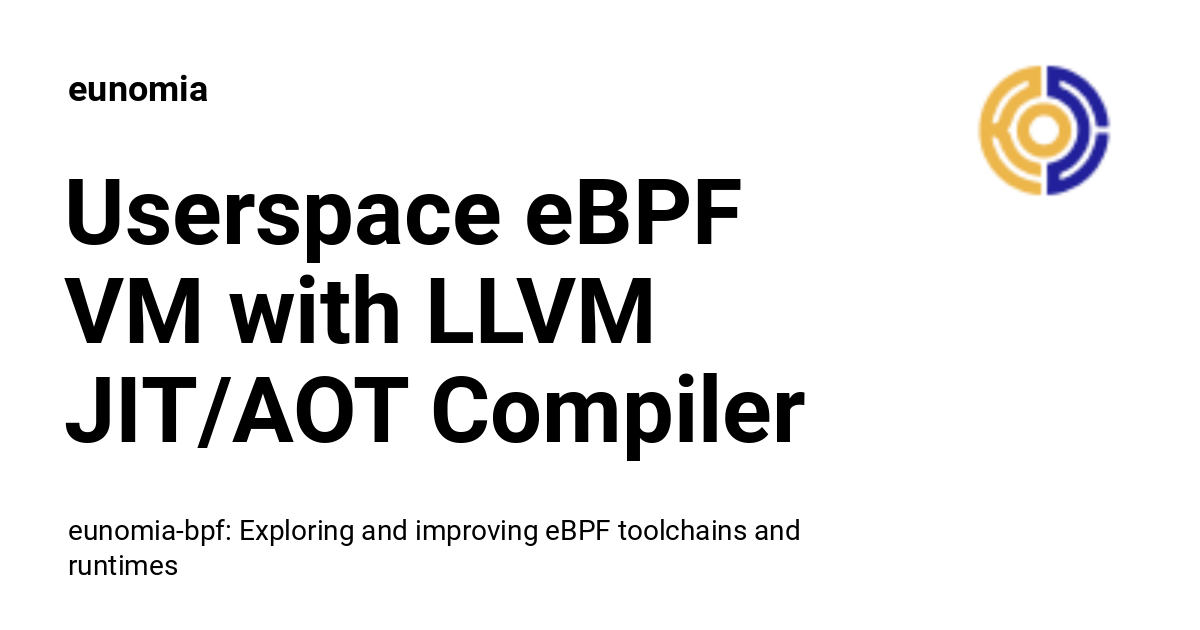 eunomia
Userspace eBPF
VM with LLVM
JIT/AOT Compiler
eunomia-bpf: Exploring and improving eBPF toolchains and
runtimes